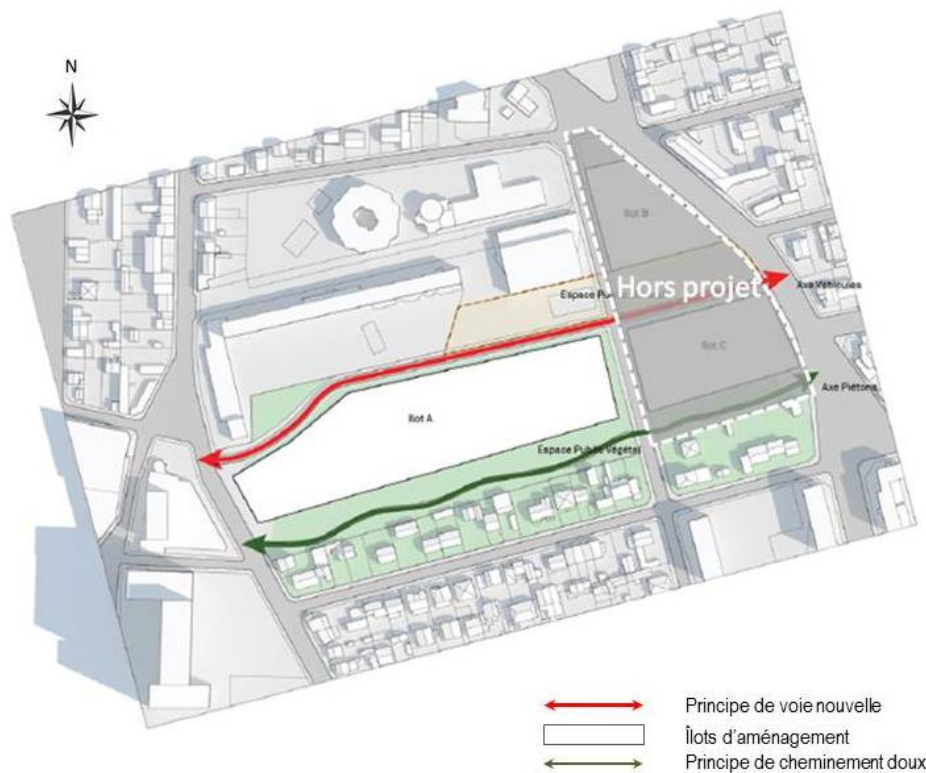 N
Ilot B
Espace Pu
Hors projet
Axe Véhicules
Ilot C
Axe Piétons
Ilot A
Espace Public Végétal
Principe de voie nouvelle
Îlots d'aménagement
Principe de cheminement doux